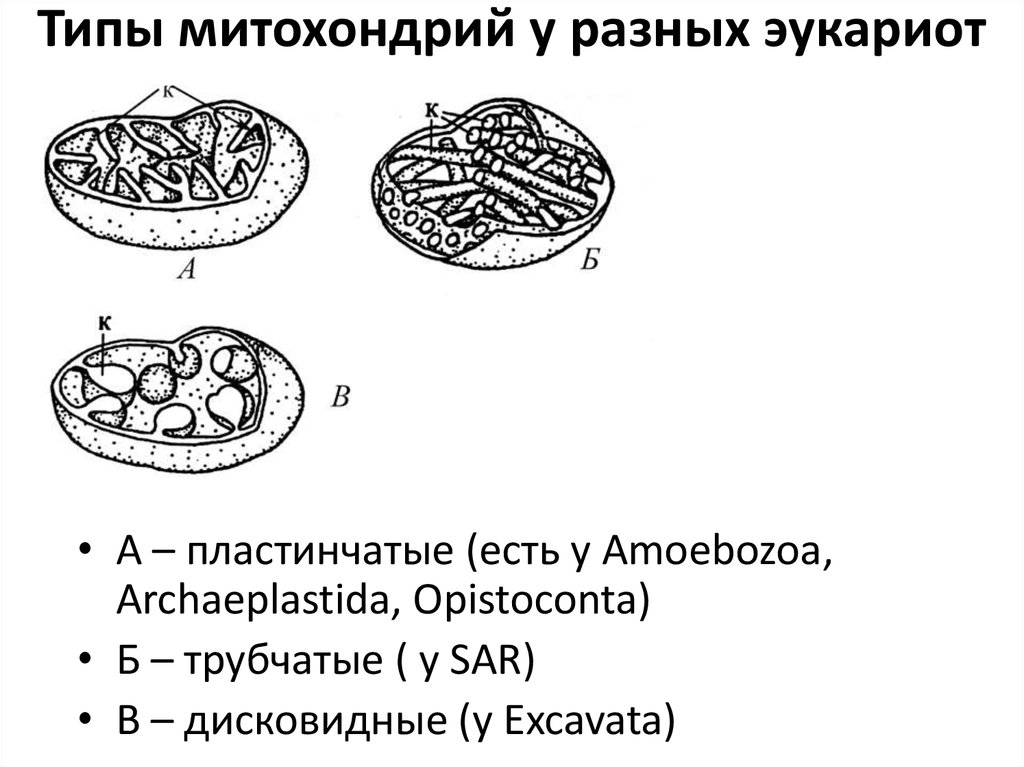 Типы митохондрий у разных эукариот
к
к
А
Б
к
В
• А – пластинчатые (есть у Amoebozoa,
Archaeplastida, Opistoconta)
• Б – трубчатые ( у SAR)
• В – дисковидные (у Excavata)